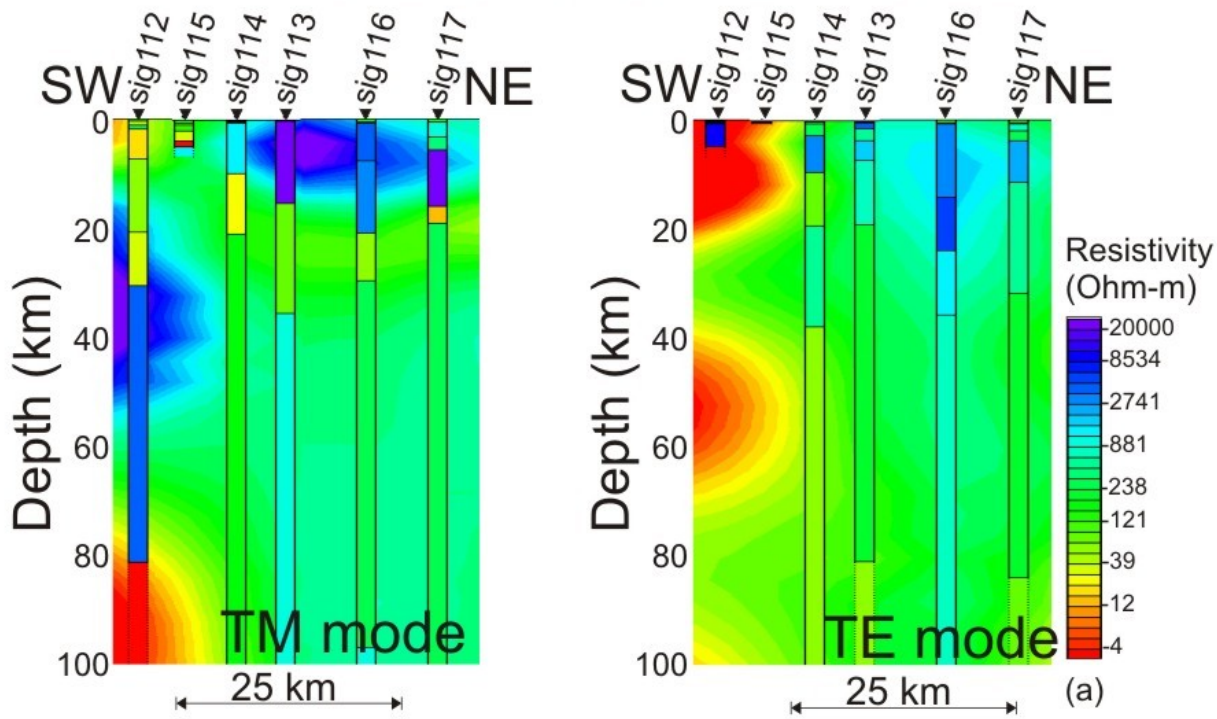 sig112 sig115 sig114 sig113 sig116 sig117
SW NE
0
20
40
60
80
100
Depth (km)
TM mode
25 km
sig112 sig115 sig114 sig113 sig116 sig117
SW NE
0
20
40
60
80
100
Depth (km)
TE mode
25 km
Resistivity
(Ohm-m)
20000
8534
2741
881
238
121
39
12
4
(a)